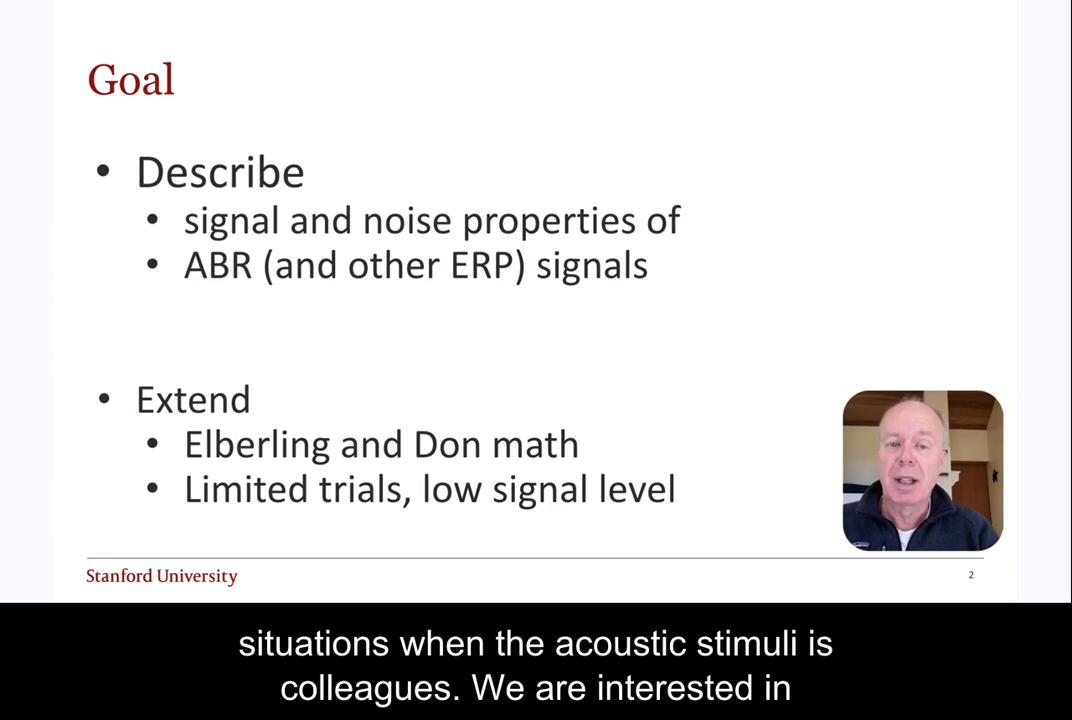 Goal
• Describe
• signal and noise properties of
• ABR (and other ERP) signals
• Extend
• Elberling and Don math
• Limited trials, low signal level
Stanford University
2
situations when the acoustic stimuli is
colleagues. We are interested in